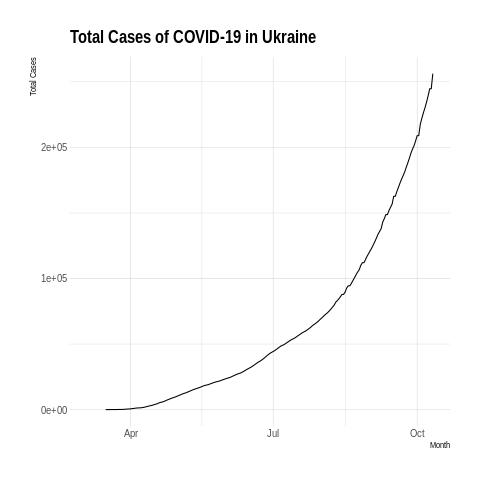 Total Cases of COVID-19 in Ukraine
Total Cases
2e+05
1e+05
0e+00
Apr
Jul
Oct
Month